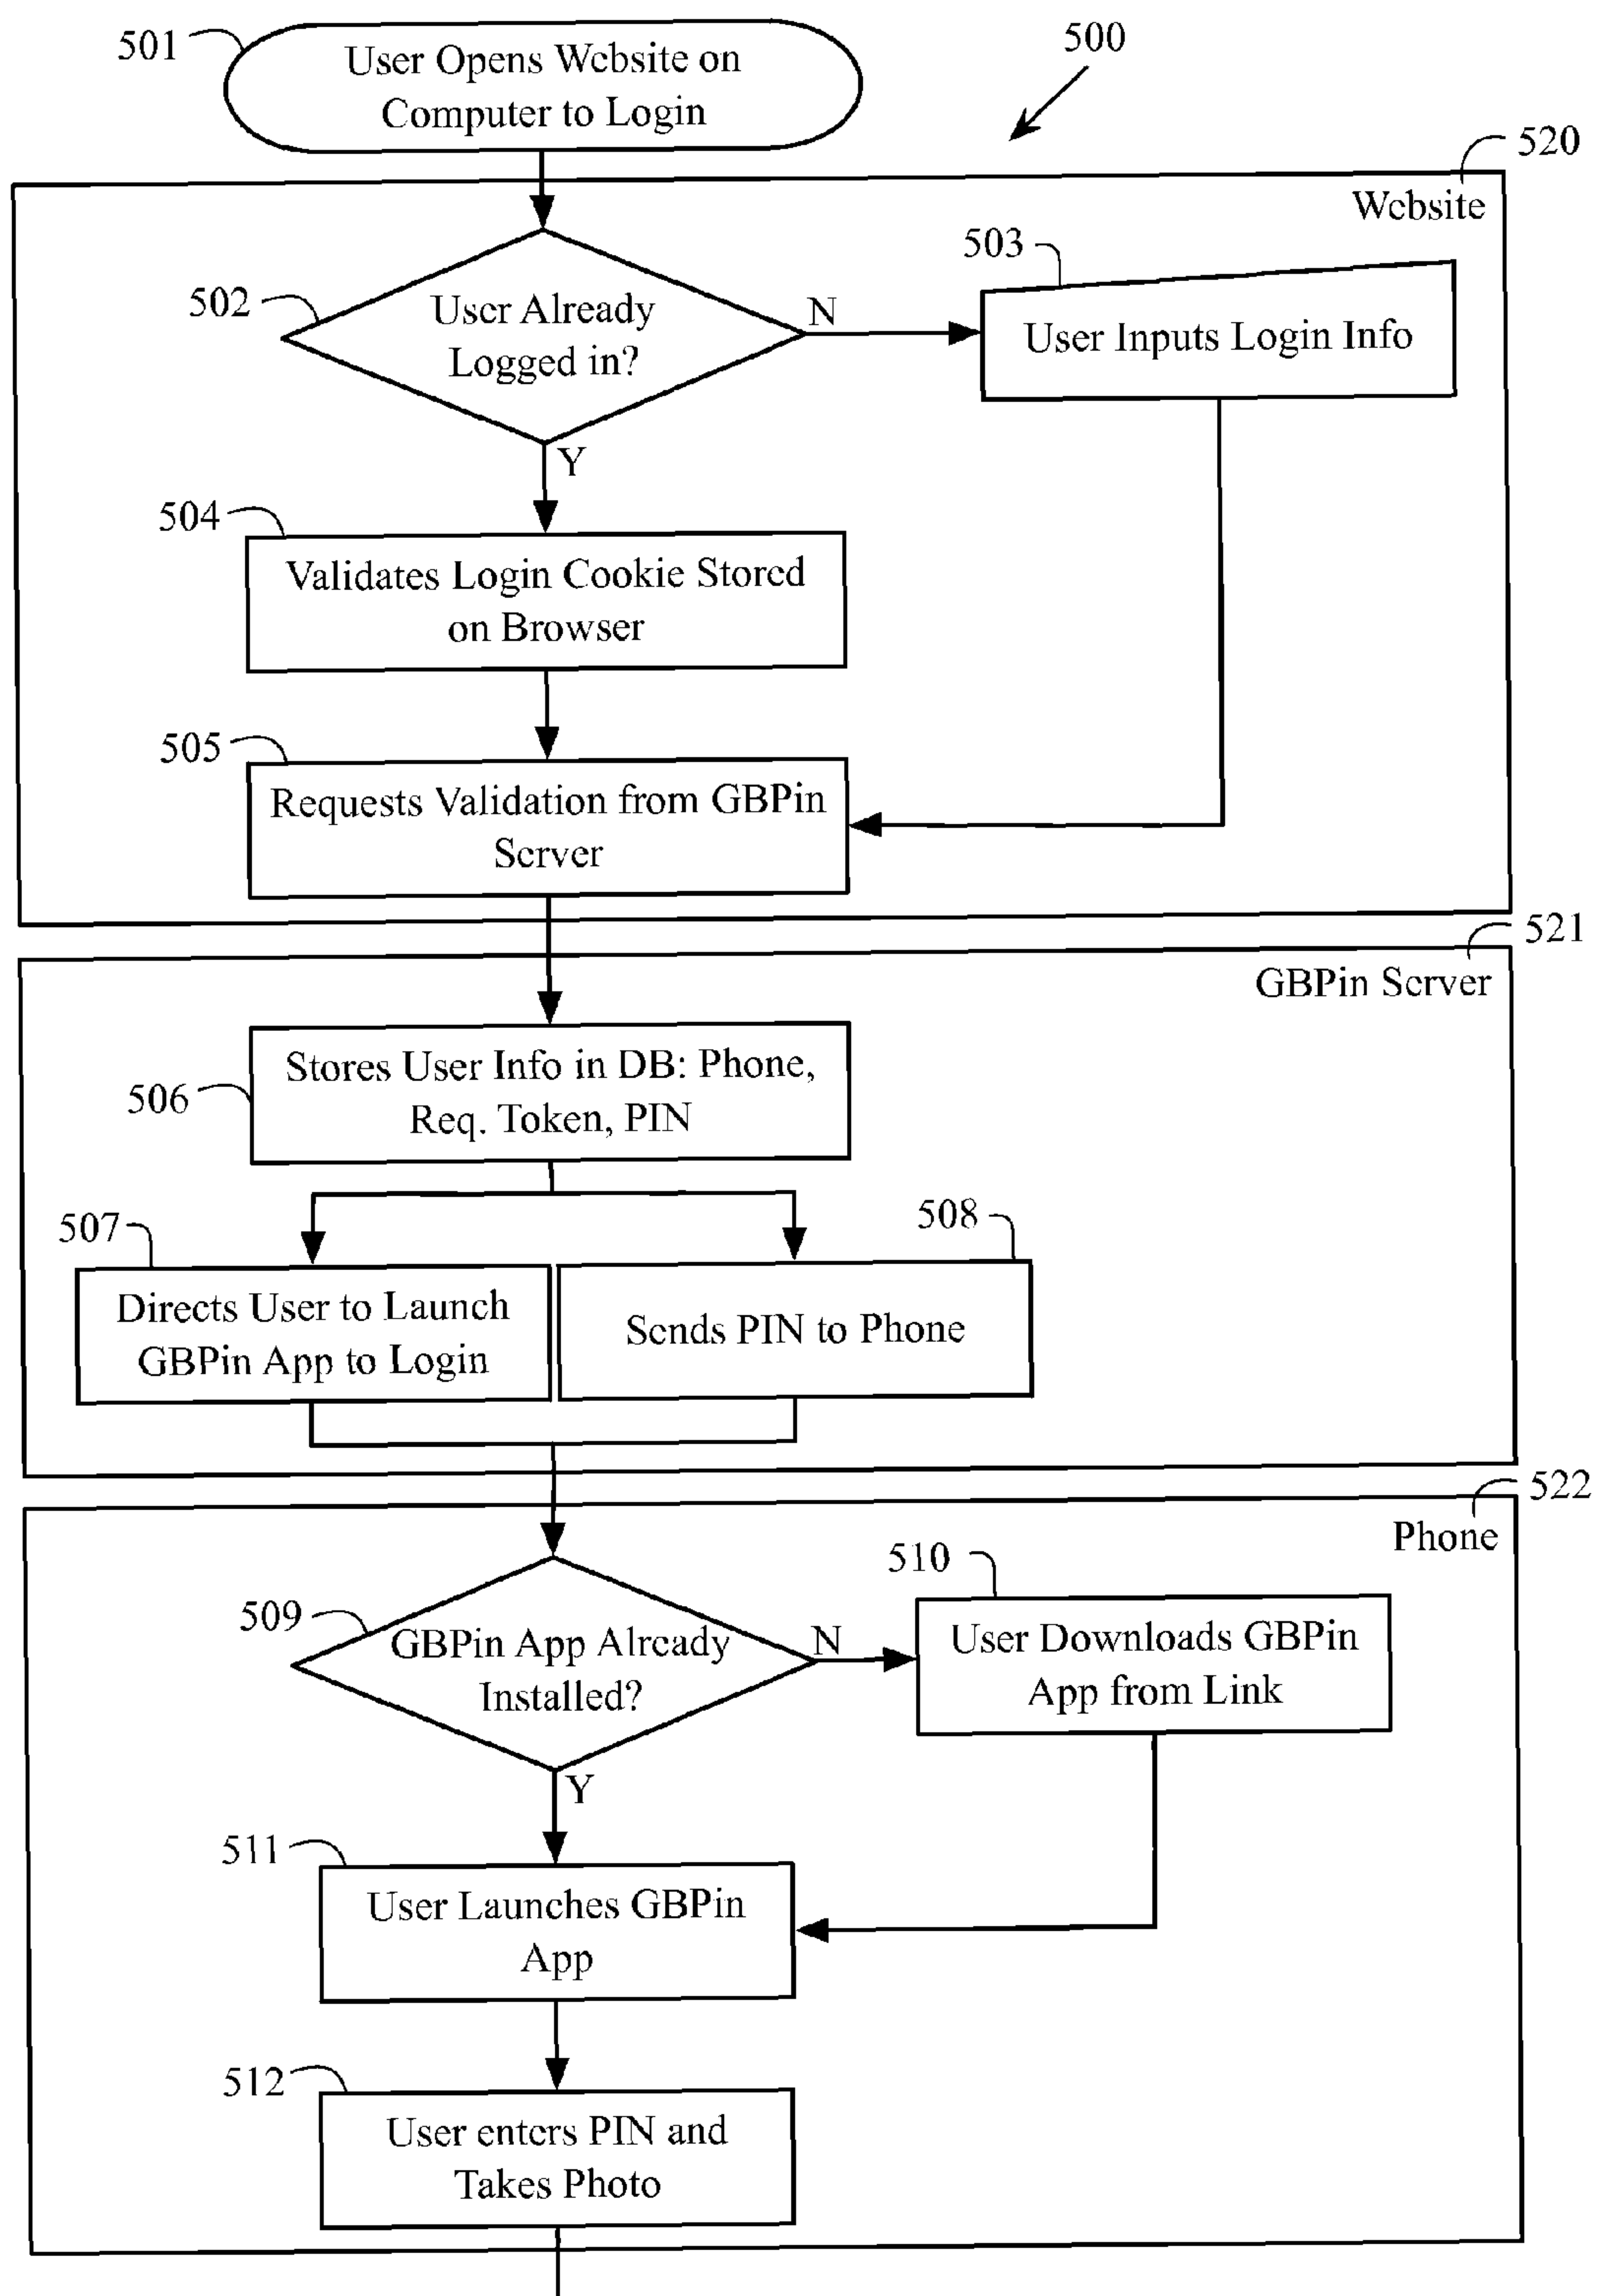 501
User Opens Website on
Computer to Login
500
520
Website
503
502
User Already
Logged in?
N
User Inputs Login Info
Y
504
Validates Login Cookie Stored
on Browser
505
Requests Validation from GBPin
Server
521
GBPin Server
506
Stores User Info in DB: Phone,
Req. Token, PIN
507
508
Directs User to Launch
GBPin App to Login
Sends PIN to Phone
522
Phone
510
509
GBPin App Already
Installed?
N
User Downloads GBPin
App from Link
Y
511
User Launches GBPin
App
512
User enters PIN and
Takes Photo